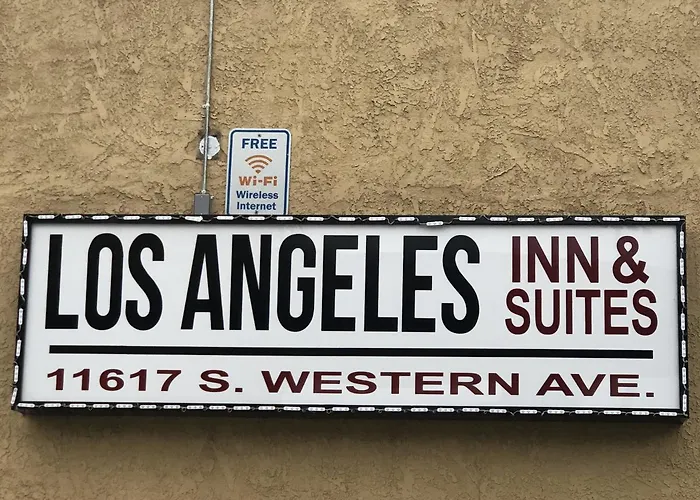 FREE
Wi-Fi
Wireless
Internet
LOS ANGELES
INN &
SUITES
11617 S. WESTERN AVE.